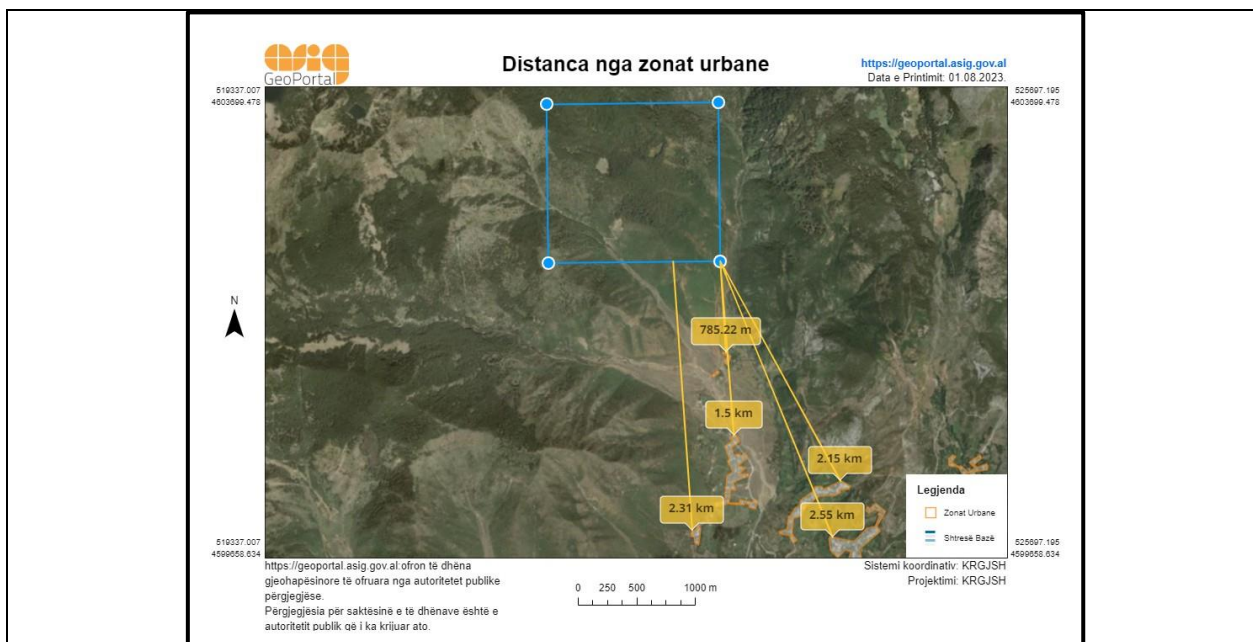 asig
GeoPortal
Distanca nga zonat urbane
https://geoportal.asig.gov.al
Data e Printimit: 01.08.2023.
519337.007
4603699.478
525697.195
4603699.478
N
785.22 m
1.5 km
2.15 km
2.31 km
2.55 km
Legjenda
Zonat Urbane
Shtresë Bazë
519337.007
4599658.634
525697.195
4599658.634
https://geoportal.asig.gov.al:ofron të dhëna
gjeohapësinore të ofruara nga autoritetet publike
përgjegjëse.
Përgjegjësia për saktësinë e të dhënave është e
autoritetit publik që i ka krijuar ato.
0 250 500 1000 m
Sistemi koordinativ: KRGJSH
Projektimi: KRGJSH